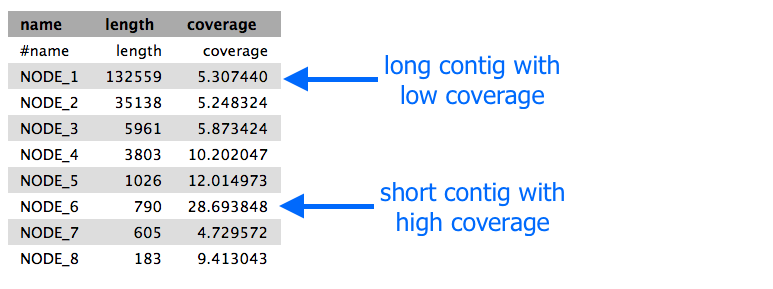 name length coverage
#name length coverage
NODE_1 132559 5.307440
NODE_2 35138 5.248324
NODE_3 5961 5.873424
NODE_4 3803 10.202047
NODE_5 1026 12.014973
NODE_6 790 28.693848
NODE_7 605 4.729572
NODE_8 183 9.413043
long contig with
low coverage
short contig with
high coverage